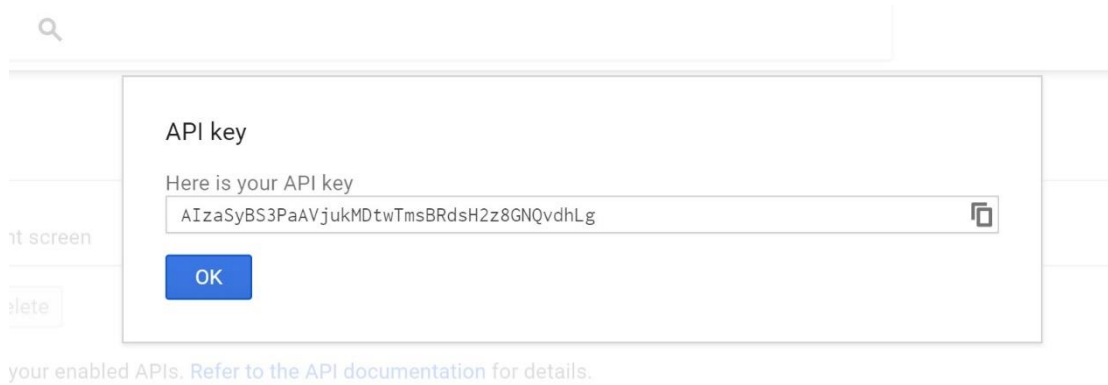 API key
Here is your API key
AIzaSyBS3PaAVjukMDtwTmsBRdsH2z8GNQvdhLg
nt screen
OK
elete
your enabled APIs. Refer to the API documentation for details.